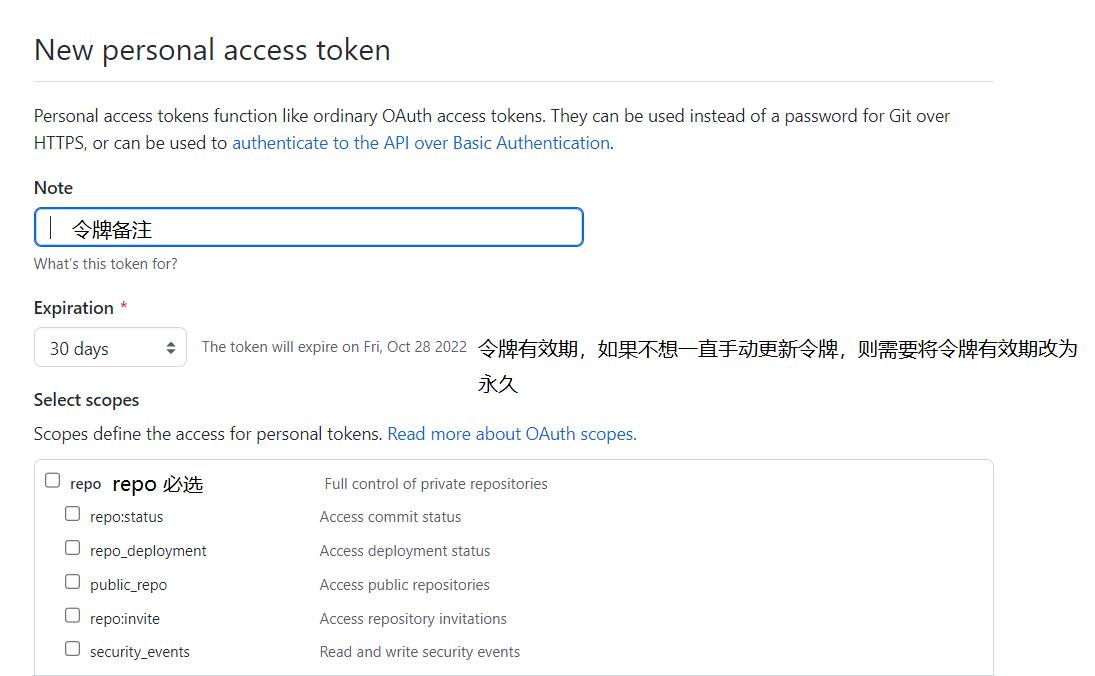 New personal access token
Personal access tokens function like ordinary OAuth access tokens. They can be used instead of a password for Git over
HTTPS, or can be used to authenticate to the API over Basic Authentication.
Note
令牌备注
What's this token for?
Expiration *
30 days The token will expire on Fri, Oct 28 2022 令牌有效期，如果不想一直手动更新令牌，则需要将令牌有效期改为
永久
Select scopes
Scopes define the access for personal tokens. Read more about OAuth scopes.
repo repo 必选 Full control of private repositories
repo:status Access commit status
repo_deployment Access deployment status
public_repo Access public repositories
repo:invite Access repository invitations
security_events Read and write security events